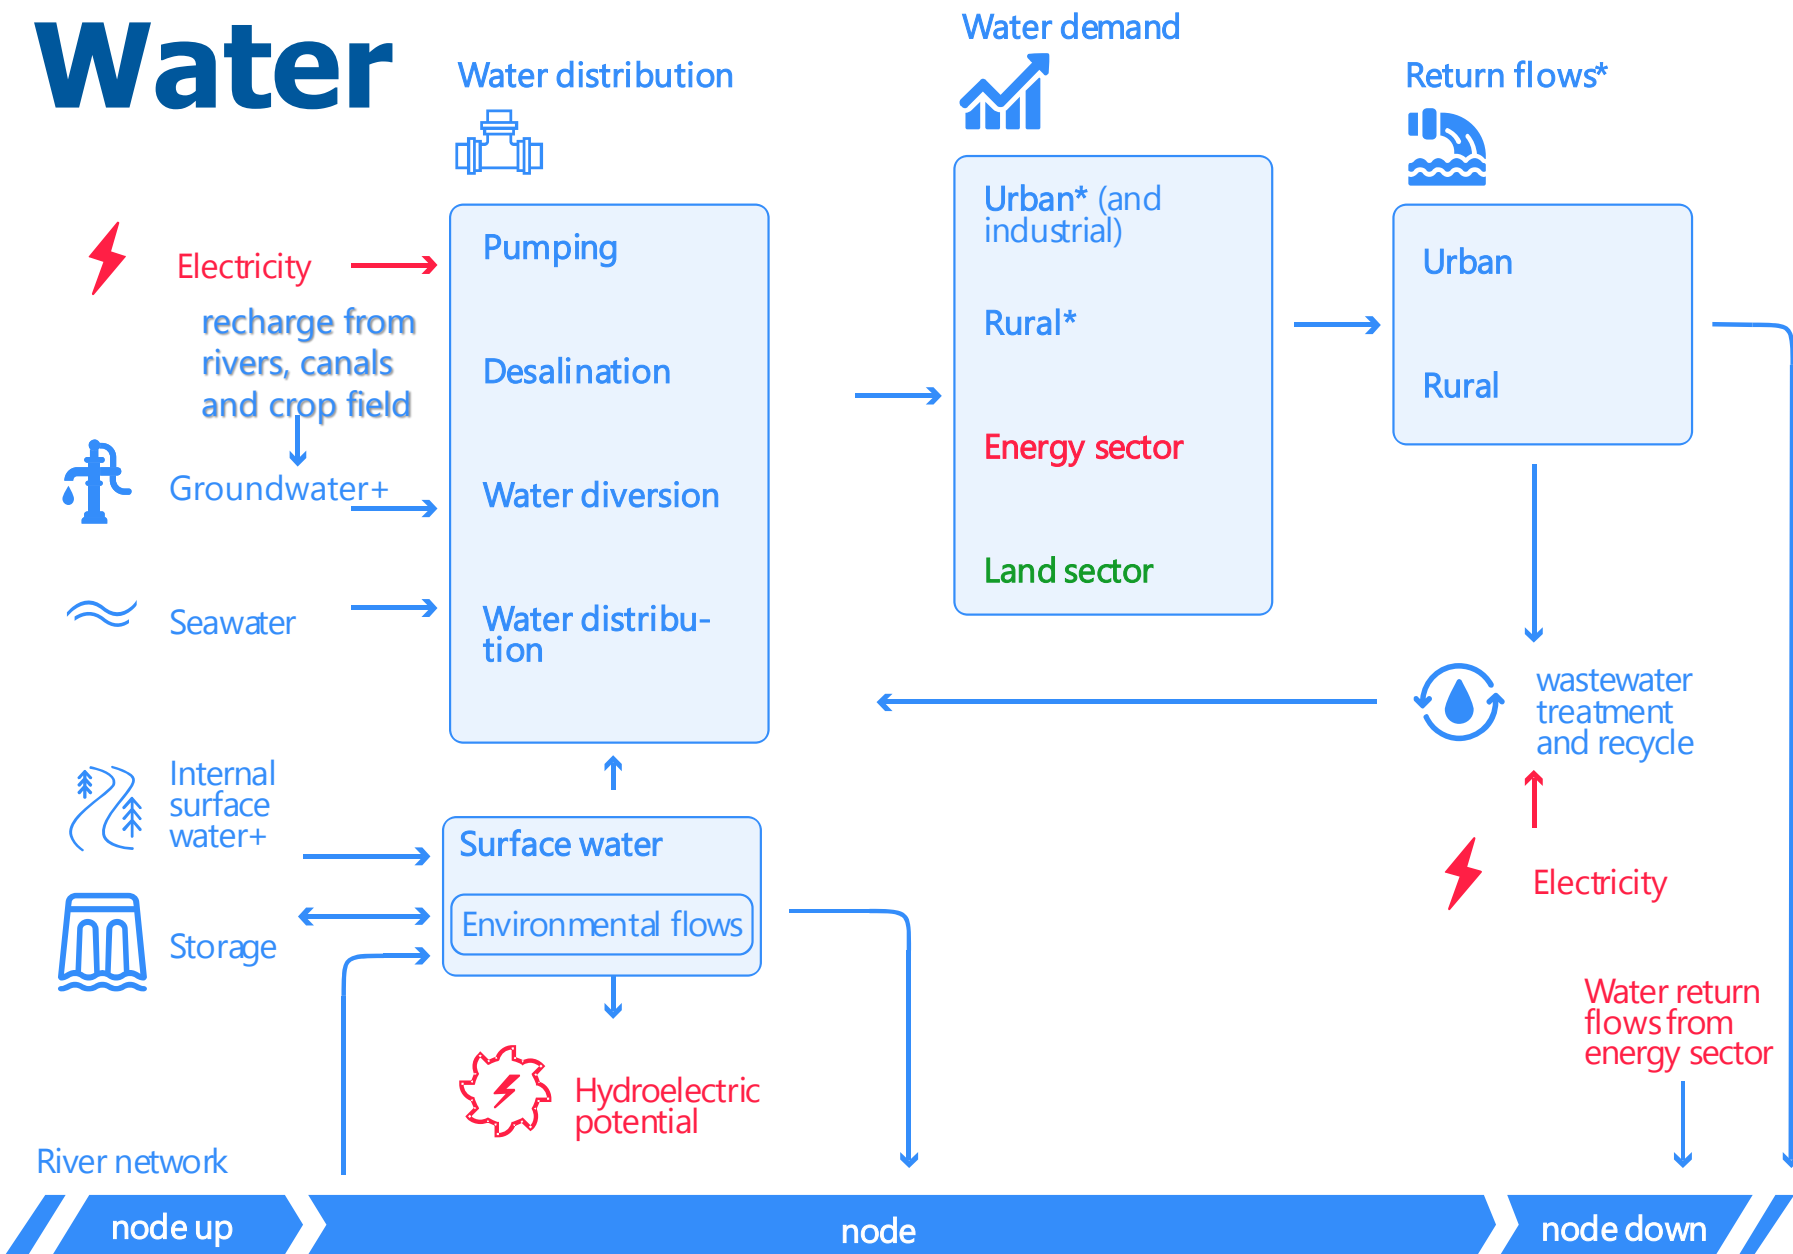 Water
Water distribution
Water demand
Return flows*
Electricity
recharge from
rivers, canals
and crop field
Groundwater+
Seawater
Pumping
Desalination
Water diversion
Water distribu-
tion
Urban* (and
industrial)
Rural*
Energy sector
Land sector
Urban
Rural
wastewater
treatment
and recycle
Electricity
Internal
surface
water+
Storage
Surface water
Environmental flows
Hydroelectric
potential
Water return
flows from
energy sector
River network
node up
node
node down